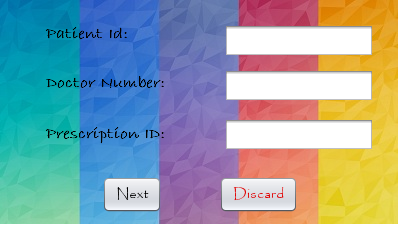 Patient Id:
Doctor Number:
Prescription ID:
Next
Discard